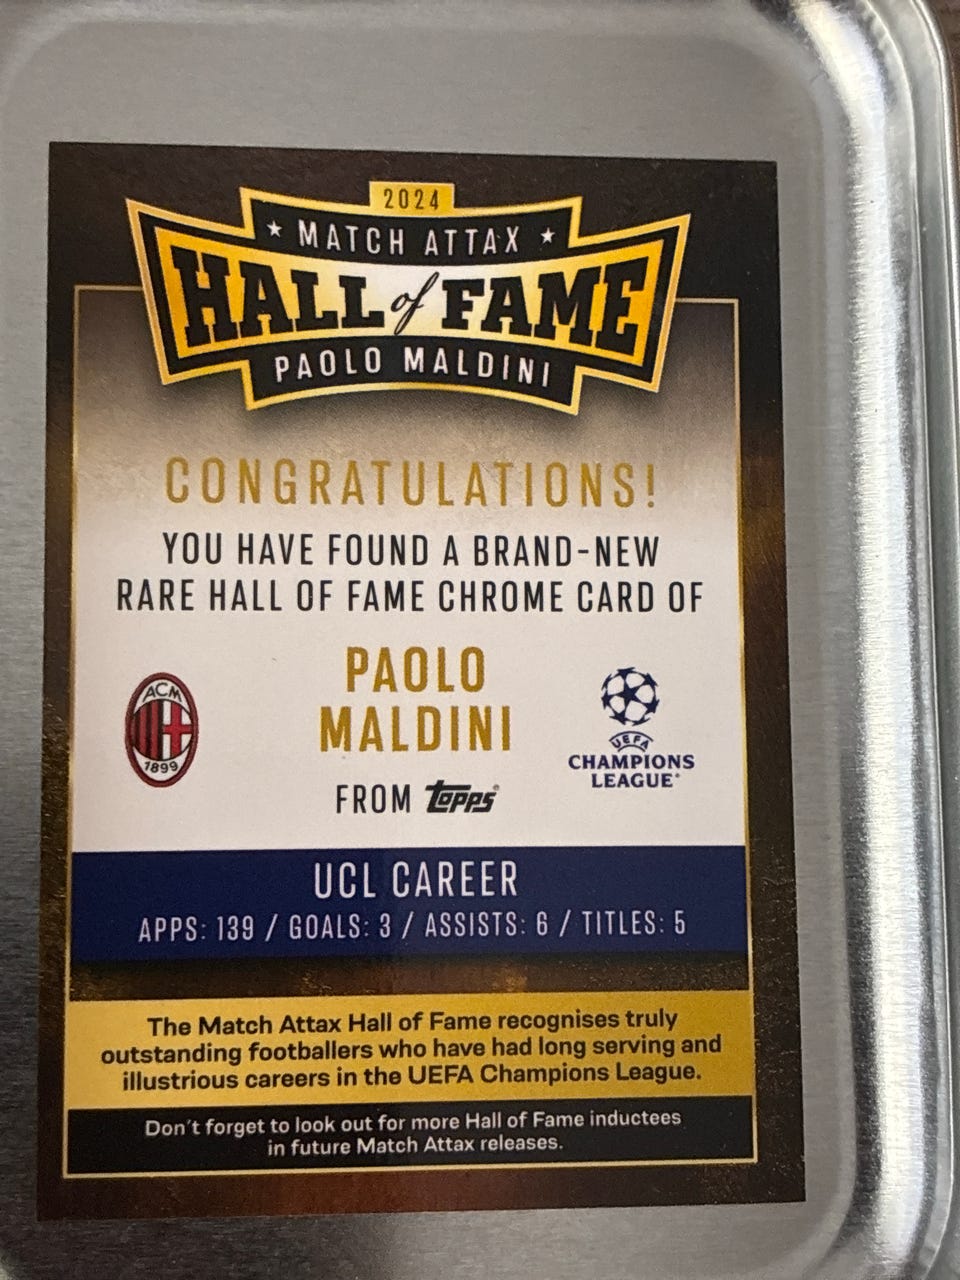 2024
★ MATCH ATTAX ★
HALL of FAME
PAOLO MALDINI
CONGRATULATIONS!
YOU HAVE FOUND A BRAND-NEW
RARE HALL OF FAME CHROME CARD OF
PAOLO
MALDINI
FROM Topps®
ACM
1899
UEFA
CHAMPIONS
LEAGUE®
UCL CAREER
APPS: 139 / GOALS: 3 / ASSISTS: 6 / TITLES: 5
The Match Attax Hall of Fame recognises truly
outstanding footballers who have had long serving and
illustrious careers in the UEFA Champions League.
Don't forget to look out for more Hall of Fame inductees
in future Match Attax releases.